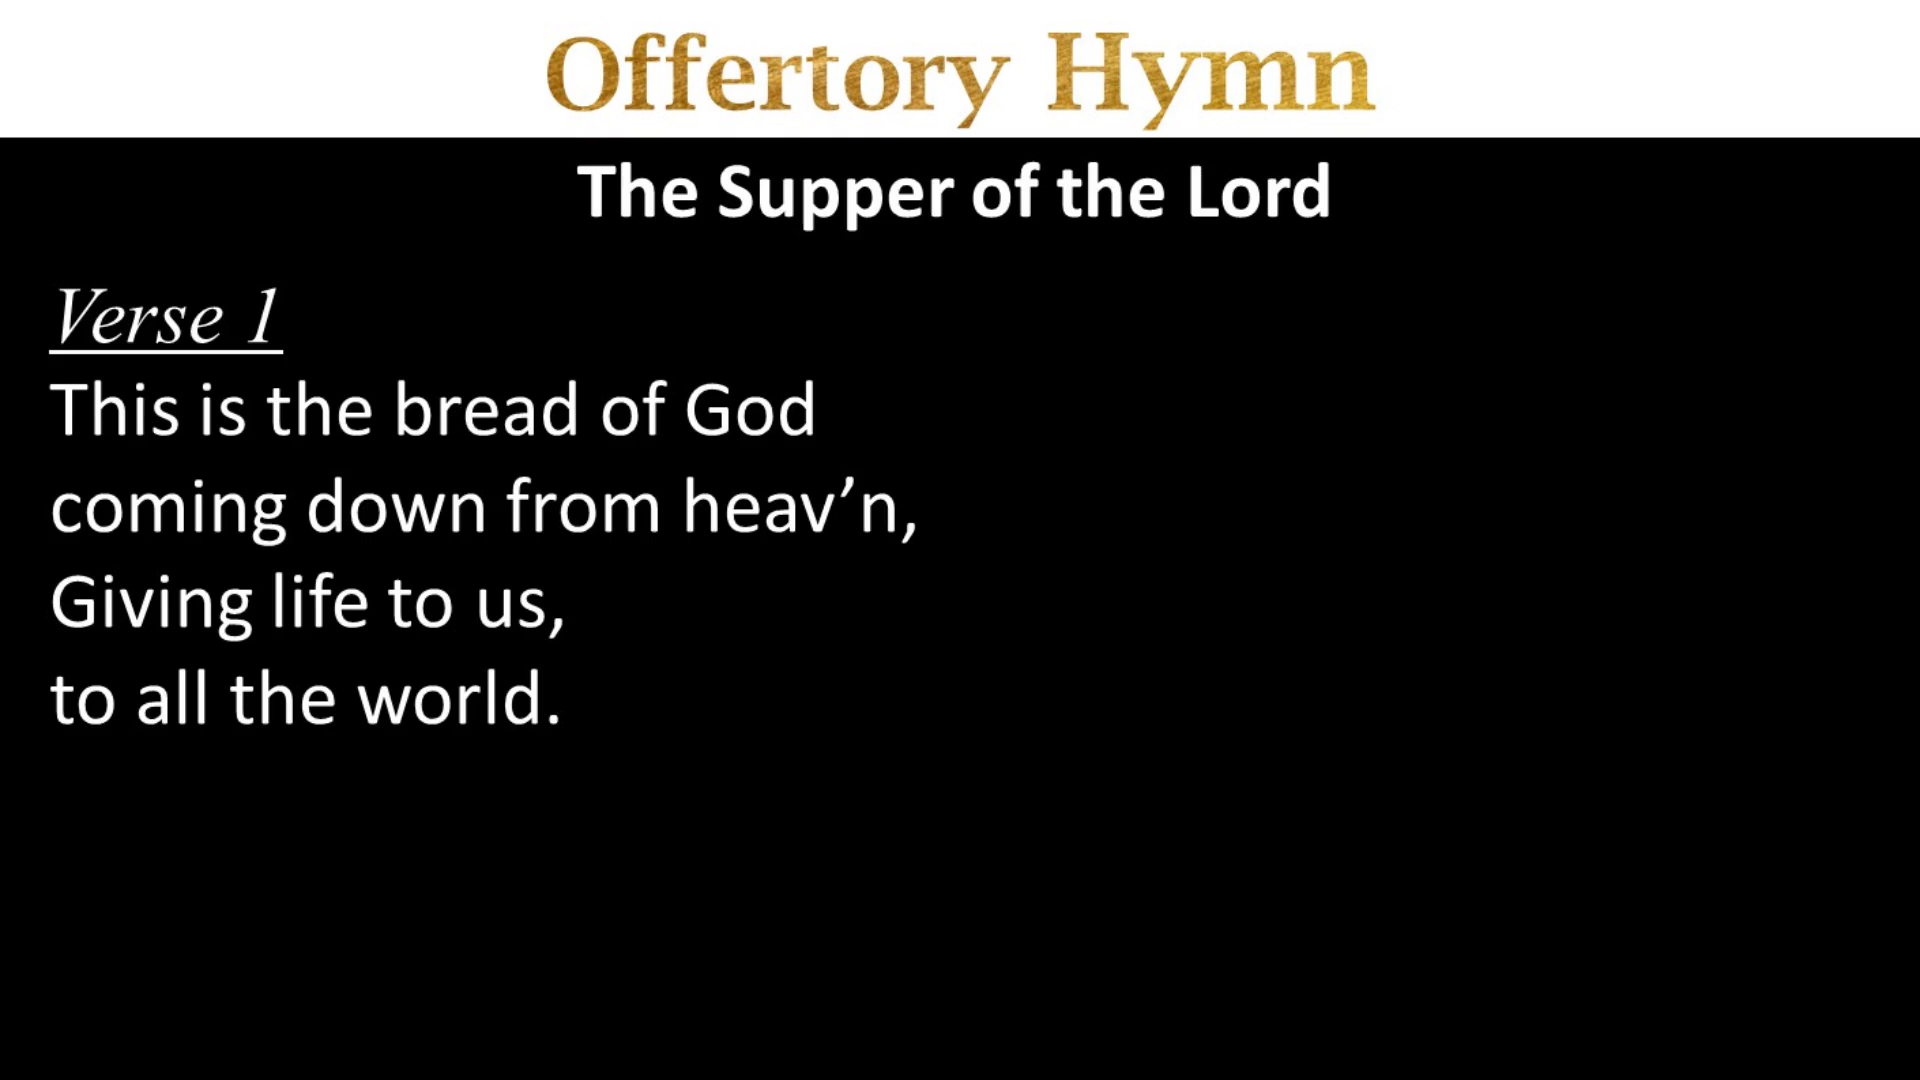 Offertory Hymn
The Supper of the Lord
Verse 1
This is the bread of God
coming down from heav’n,
Giving life to us,
to all the world.